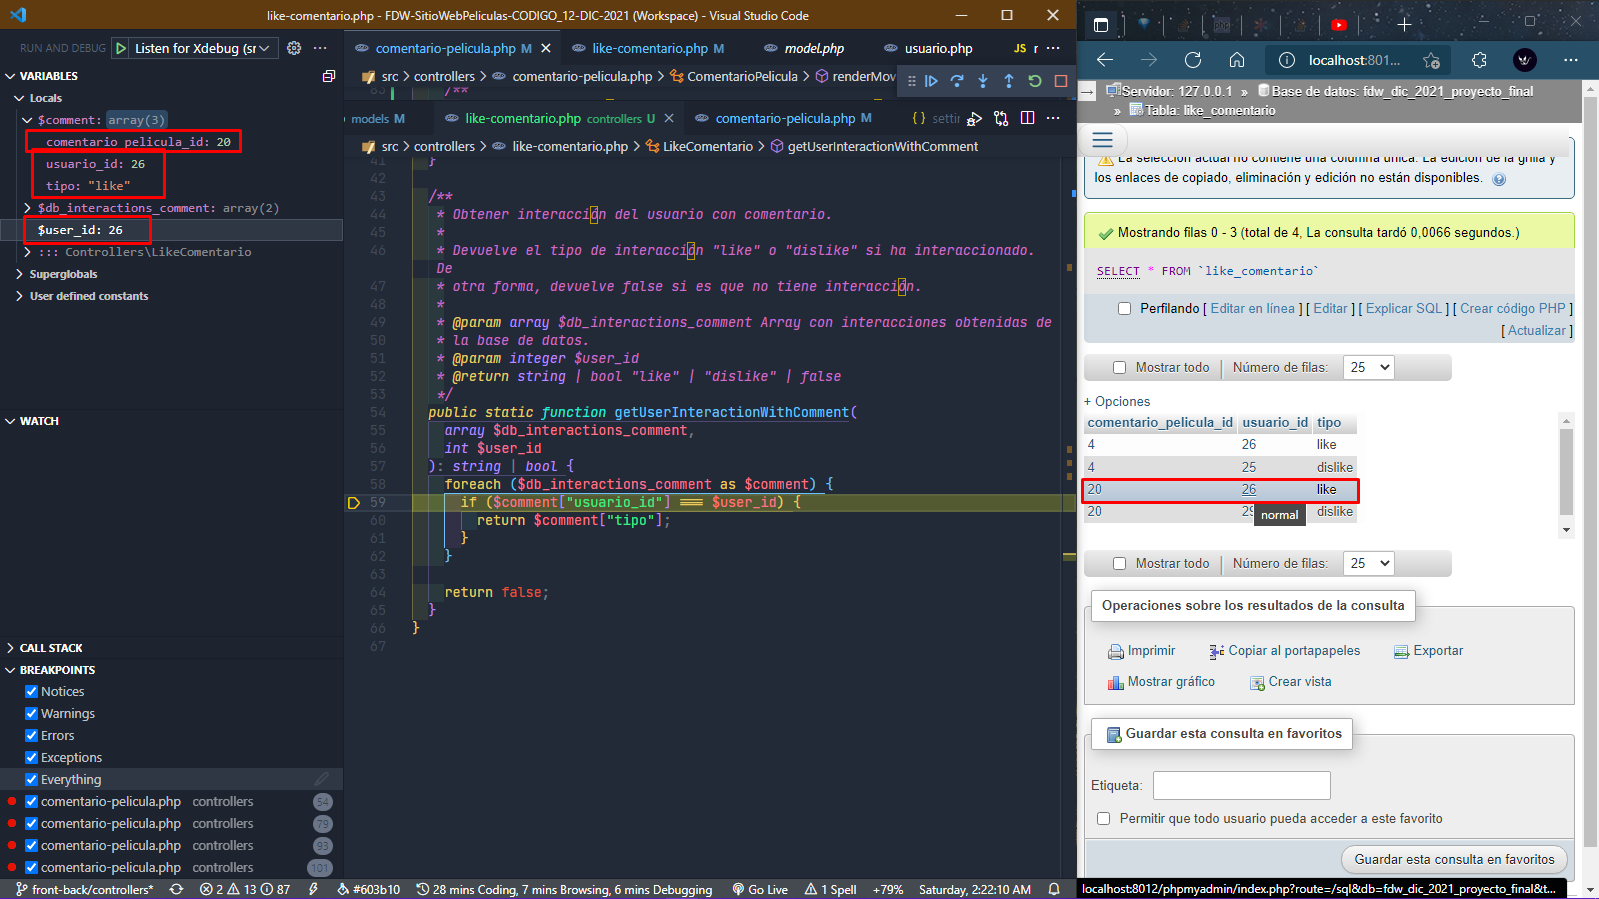 like-comentario.php - FDW-SitioWebPeliculas-CODIGO_12-DIC-2021 (Workspace) - Visual Studio Code
RUN AND DEBUG
Listen for Xdebug (sr
VARIABLES
Locals
$comment: array(3)
comentario_pelicula_id: 20
usuario_id: 26
tipo: "like"
$db_interactions_comment: array(2)
$user_id: 26
::: Controllers\LikeComentario
Superglobals
User defined constants
WATCH
CALL STACK
BREAKPOINTS
Notices
Warnings
Errors
Exceptions
Everything
comentario-pelicula.php controllers 54
comentario-pelicula.php controllers 79
comentario-pelicula.php controllers 93
comentario-pelicula.php controllers 101
comentario-pelicula.php M
like-comentario.php M
model.php
usuario.php
JS r
src > controllers > comentario-pelicula.php > ComentarioPelicula > renderMov
63 /**
models M
like-comentario.php controllers U
comentario-pelicula.php M
{} settir
src > controllers > like-comentario.php > LikeComentario > getUserInteractionWithComment
41 }
42
43 /**
44 * Obtener interacción del usuario con comentario.
45 *
46 * Devuelve el tipo de interacción "like" o "dislike" si ha interaccionado.
De
47 * otra forma, devuelve false si es que no tiene interacción.
48 *
49 * @param array $db_interactions_comment Array con interacciones obtenidas de
50 * la base de datos.
51 * @param integer $user_id
52 * @return string | bool "like" | "dislike" | false
53 */
54 public static function getUserInteractionWithComment(
55 array $db_interactions_comment,
56 int $user_id
57 ): string | bool {
58 foreach ($db_interactions_comment as $comment) {
59 if ($comment["usuario_id"] === $user_id) {
60 return $comment["tipo"];
61 }
62 }
63
64 return false;
65 }
66 }
67
front-back/controllers*
2 13 87
#603b10
28 mins Coding, 7 mins Browsing, 6 mins Debugging
Go Live
1 Spell
+79%
Saturday, 2:22:10 AM
localhost:801...
Servidor: 127.0.0.1 » Base de datos: fdw_dic_2021_proyecto_final
» Tabla: like_comentario
La selección actual no contiene una columna única. La edición de la grilla y
los enlaces de copiado, eliminación y edición no están disponibles.
Mostrando filas 0 - 3 (total de 4, La consulta tardó 0,0066 segundos.)
SELECT * FROM `like_comentario`
Perfilando [ Editar en línea ] [ Editar ] [ Explicar SQL ] [ Crear código PHP ]
[ Actualizar ]
Mostrar todo | Número de filas: 25
+ Opciones
comentario_pelicula_id usuario_id tipo
4 26 like
4 25 dislike
20 26 like
20 29 dislike
normal
Mostrar todo | Número de filas: 25
Operaciones sobre los resultados de la consulta
Imprimir
Copiar al portapapeles
Exportar
Mostrar gráfico
Crear vista
Guardar esta consulta en favoritos
Etiqueta:
Permitir que todo usuario pueda acceder a este favorito
Guardar esta consulta en favoritos
localhost:8012/phpmyadmin/index.php?route=/sql&db=fdw_dic_2021_proyecto_final&t...